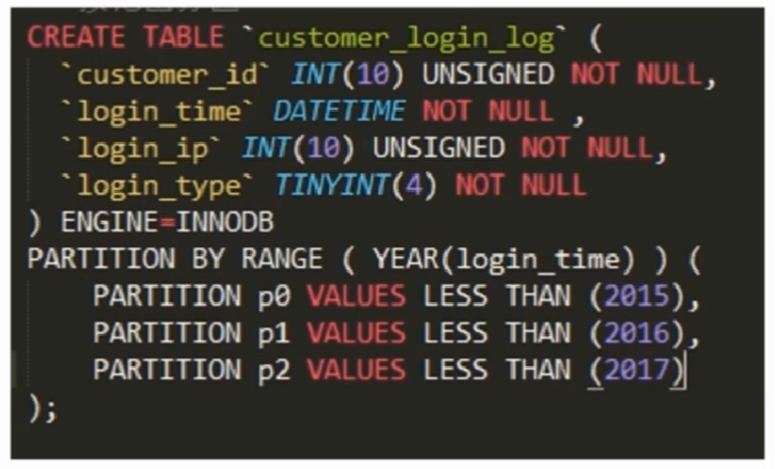 CREATE TABLE `customer_login_log` (
`customer_id` INT(10) UNSIGNED NOT NULL,
`login_time` DATETIME NOT NULL ,
`login_ip` INT(10) UNSIGNED NOT NULL,
`login_type` TINYINT(4) NOT NULL
) ENGINE=INNODB
PARTITION BY RANGE ( YEAR(login_time) ) (
PARTITION p0 VALUES LESS THAN (2015),
PARTITION p1 VALUES LESS THAN (2016),
PARTITION p2 VALUES LESS THAN (2017)
);